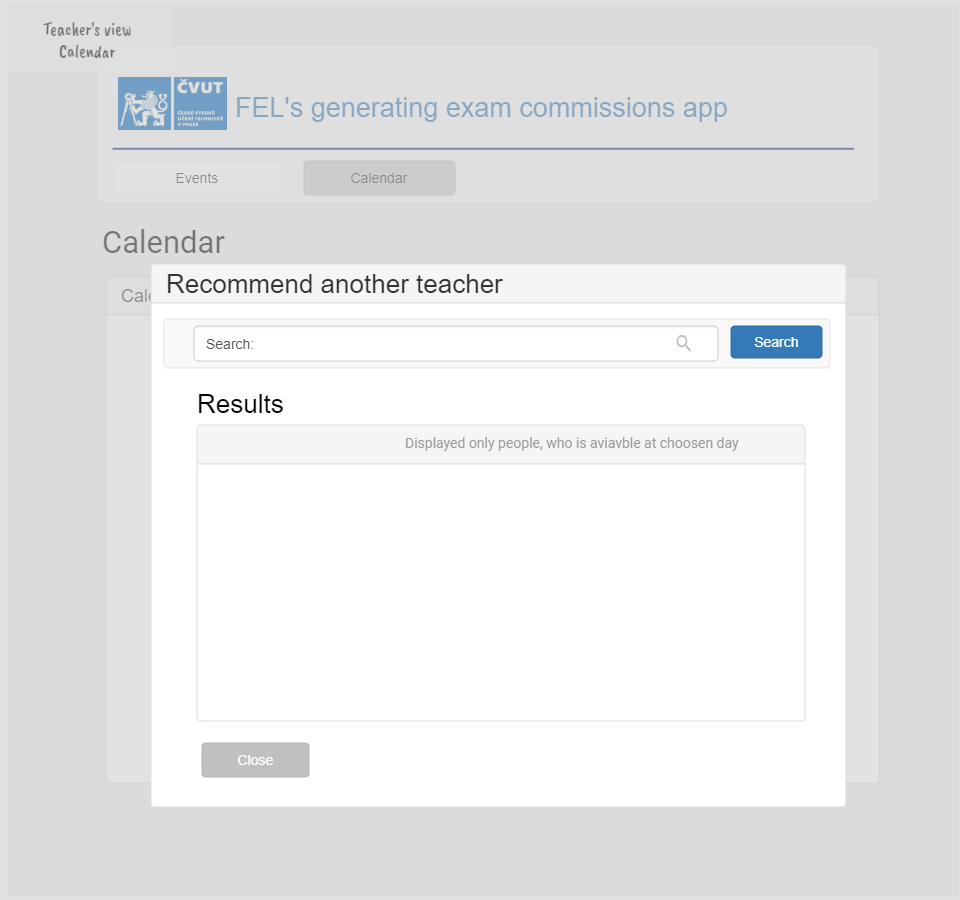 Teacher's view
Calendar
ČVUT
ČESKÉ VYSOKÉ
UČENÍ TECHNICKÉ
V PRAZE
FEL's generating exam commissions app
Events
Calendar
Calendar
Cale
Recommend another teacher
Search:
Search
Results
Displayed only people, who is aviavble at choosen day
Close